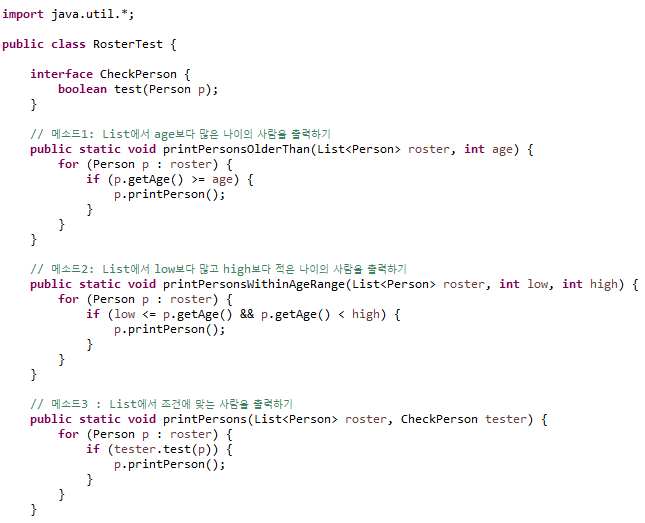 import java.util.*;
public class RosterTest {
interface CheckPerson {
boolean test(Person p);
}
// 메소드1: List에서 age보다 많은 나이의 사람을 출력하기
public static void printPersonsOlderThan(List<Person> roster, int age) {
for (Person p : roster) {
if (p.getAge() >= age) {
p.printPerson();
}
}
}
// 메소드2: List에서 low보다 많고 high보다 적은 나이의 사람을 출력하기
public static void printPersonsWithinAgeRange(List<Person> roster, int low, int high) {
for (Person p : roster) {
if (low <= p.getAge() && p.getAge() < high) {
p.printPerson();
}
}
}
// 메소드3 : List에서 조건에 맞는 사람을 출력하기
public static void printPersons(List<Person> roster, CheckPerson tester) {
for (Person p : roster) {
if (tester.test(p)) {
p.printPerson();
}
}
}